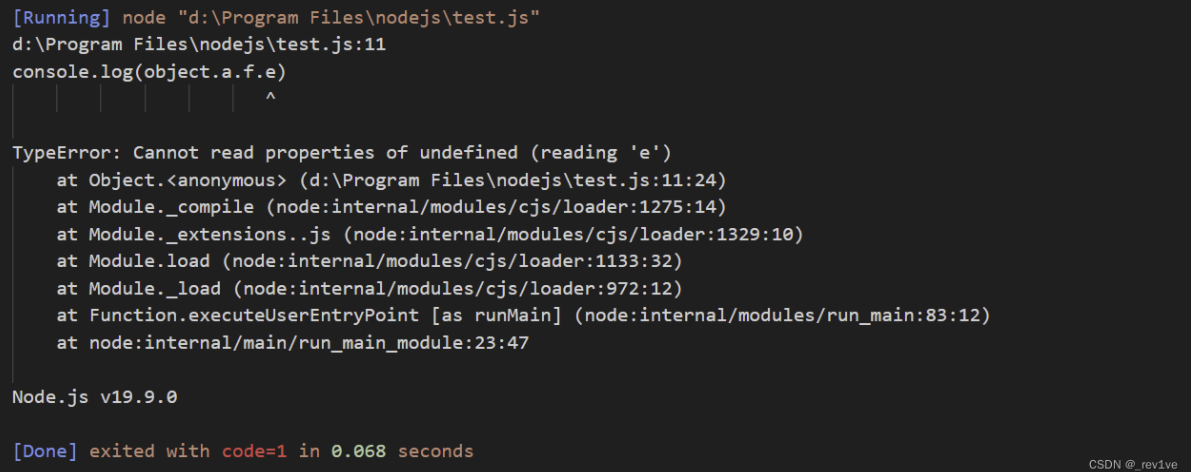 [Running] node "d:\Program Files\nodejs\test.js"
d:\Program Files\nodejs\test.js:11
console.log(object.a.f.e)
                       ^
TypeError: Cannot read properties of undefined (reading 'e')
    at Object.<anonymous> (d:\Program Files\nodejs\test.js:11:24)
    at Module._compile (node:internal/modules/cjs/loader:1275:14)
    at Module._extensions..js (node:internal/modules/cjs/loader:1329:10)
    at Module.load (node:internal/modules/cjs/loader:1133:32)
    at Module._load (node:internal/modules/cjs/loader:972:12)
    at Function.executeUserEntryPoint [as runMain] (node:internal/modules/run_main:83:12)
    at node:internal/main/run_main_module:23:47
Node.js v19.9.0
[Done] exited with code=1 in 0.068 seconds
CSDN @_rev1ve